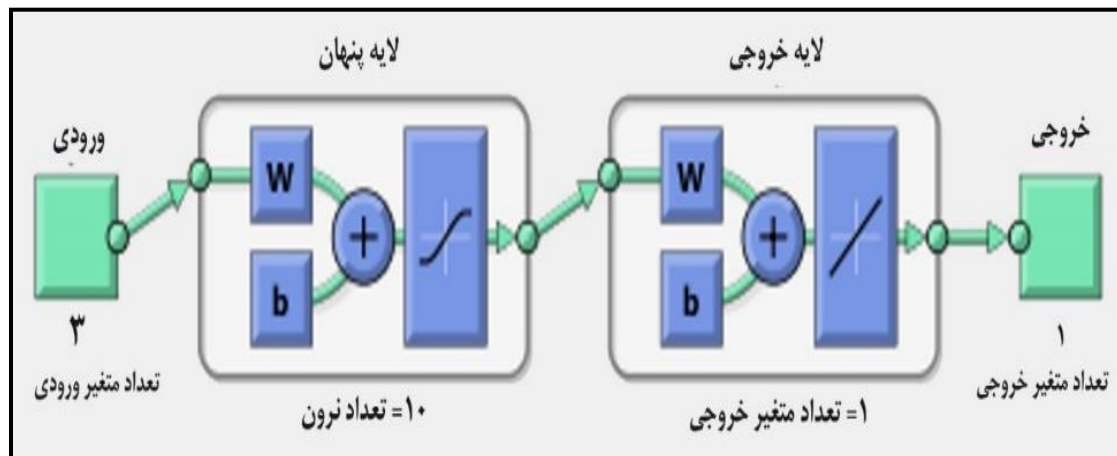 لایه پنهان
لایه خروجی
ورودی
خروجی
W
b
W
b
۳
۱
تعداد متغیر ورودی
تعداد متغیر خروجی
تعداد نرون =۱۰
تعداد متغیر خروجی =۱